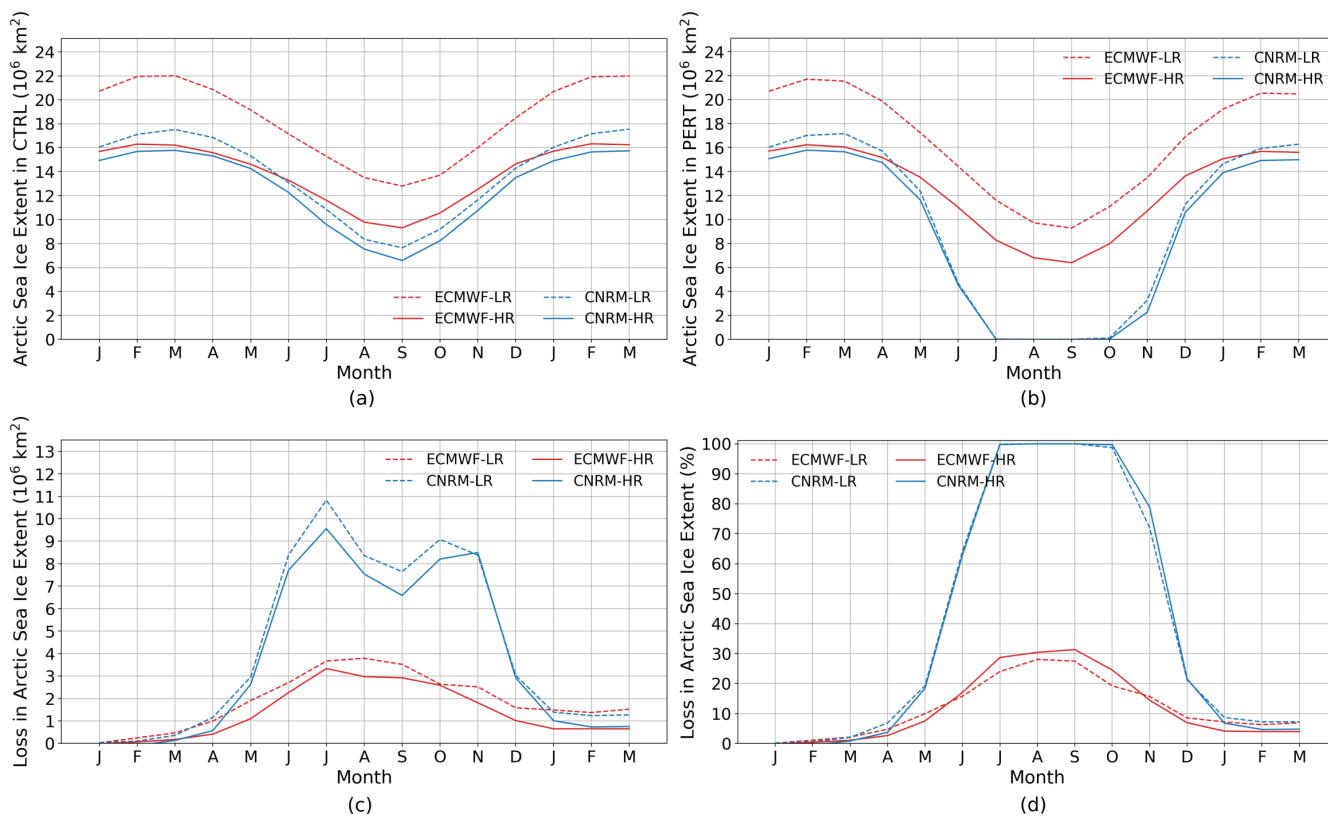 Arctic Sea Ice Extent in CTRL (10⁶ km²)
24
22
20
18
16
14
12
10
8
6
4
2
0
ECMWF-LR
ECMWF-HR
CNRM-LR
CNRM-HR
J F M A M J J A S O N D J F M
Month
(a)
Arctic Sea Ice Extent in PERT (10⁶ km²)
24
22
20
18
16
14
12
10
8
6
4
2
0
ECMWF-LR
ECMWF-HR
CNRM-LR
CNRM-HR
J F M A M J J A S O N D J F M
Month
(b)
Loss in Arctic Sea Ice Extent (10⁶ km²)
13
12
11
10
9
8
7
6
5
4
3
2
1
0
ECMWF-LR
CNRM-LR
ECMWF-HR
CNRM-HR
J F M A M J J A S O N D J F M
Month
(c)
Loss in Arctic Sea Ice Extent (%)
100
90
80
70
60
50
40
30
20
10
0
ECMWF-LR
CNRM-LR
ECMWF-HR
CNRM-HR
J F M A M J J A S O N D J F M
Month
(d)